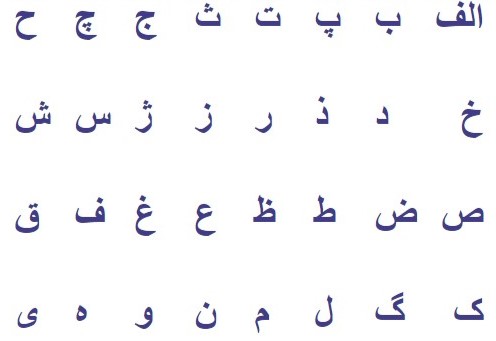 الف ب پ ت ث ج چ ح
خ د ذ ر ز ژ س ش
ص ض ط ظ ع غ ف ق
ک گ ل م ن و ه ی